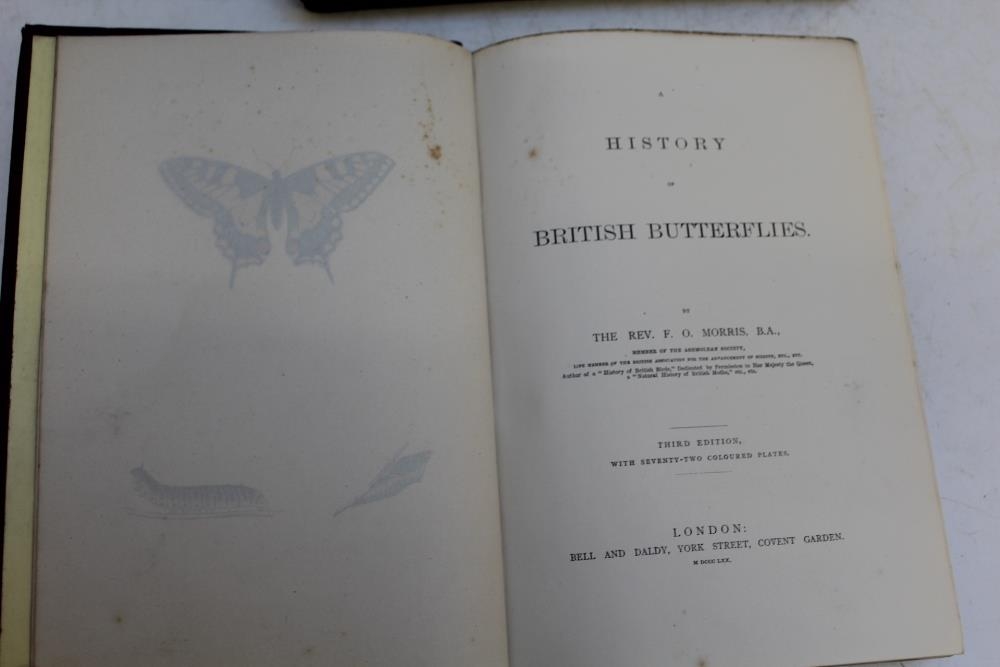 A
HISTORY
OF
BRITISH BUTTERFLIES.
BY
THE REV. F. O. MORRIS, B.A.,
MEMBER OF THE ASHMOLEAN SOCIETY,
LIFE MEMBER OF THE BRITISH ASSOCIATION FOR THE ADVANCEMENT OF SCIENCE, ETC., ETC.
Author of a "History of British Birds," Dedicated by Permission to Her Majesty the Queen,
a "Natural History of British Moths," etc., etc.
THIRD EDITION,
WITH SEVENTY-TWO COLOURED PLATES.
LONDON:
BELL AND DALDY, YORK STREET, COVENT GARDEN.
M DCCC LXX.